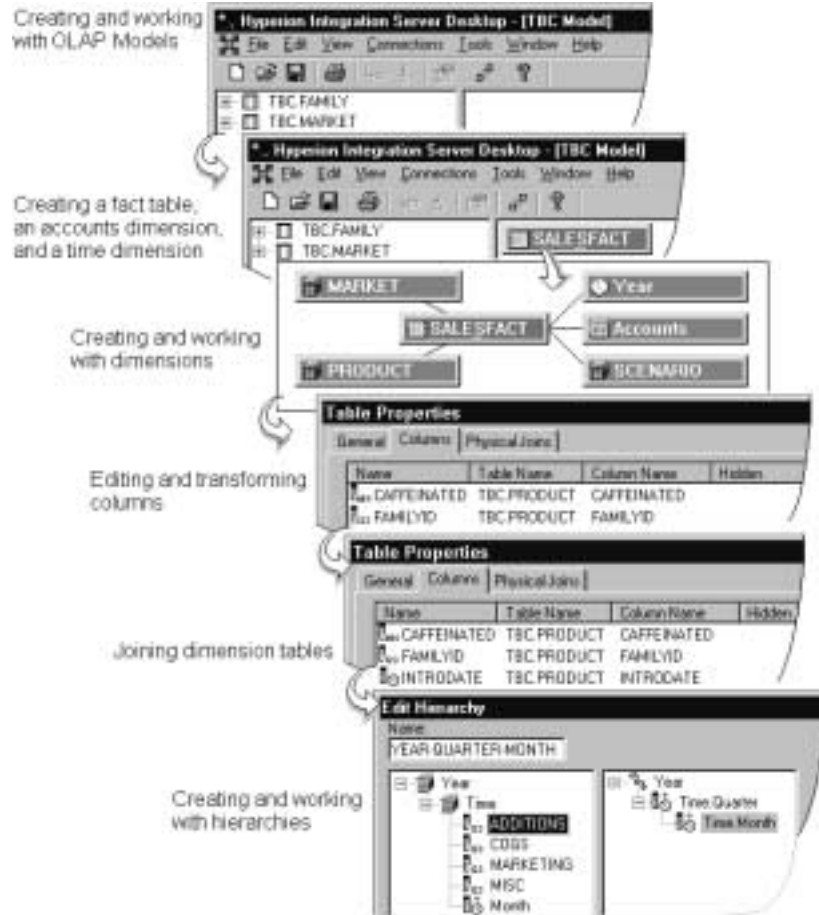 Creating and working
with OLAP Models
Hyperion Integration Server Desktop - [TBC Model]
File Edit View Connections Tools Window Help
TBC.FAMILY
TBC.MARKET
Hyperion Integration Server Desktop - [TBC Model]
File Edit View Connections Tools Window Help
Creating a fact table,
an accounts dimension,
and a time dimension
TBC.FAMILY
TBC.MARKET
SALESFACT
MARKET
Year
Creating and working
with dimensions
SALESFACT
Accounts
PRODUCT
SCENARIO
Table Properties
General Columns Physical Joins
Editing and transforming
columns
Name Table Name Column Name Hidden
CAFFEINATED TBC.PRODUCT CAFFEINATED
FAMILYID TBC.PRODUCT FAMILYID
Table Properties
General Columns Physical Joins
Name Table Name Column Name Hidden
Joining dimension tables
CAFFEINATED TBC.PRODUCT CAFFEINATED
FAMILYID TBC.PRODUCT FAMILYID
INTRODATE TBC.PRODUCT INTRODATE
Edit Hierarchy
Name
YEAR-QUARTER-MONTH
Creating and working
with hierarchies
Year
Time
ADDITIONS
COGS
MARKETING
MISC
Month
Year
Time.Quarter
Time.Month